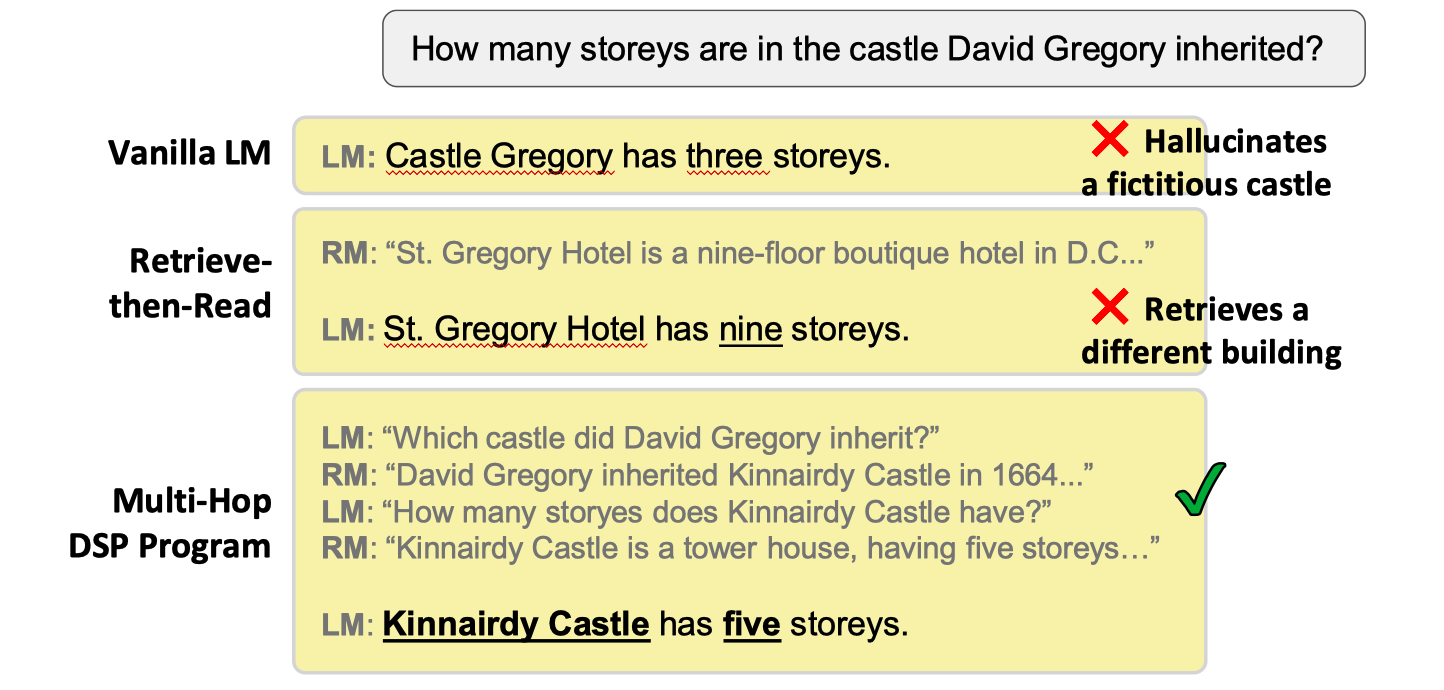 How many storeys are in the castle David Gregory inherited?
Vanilla LM
LM: Castle Gregory has three storeys.
❌ Hallucinates
a fictitious castle
Retrieve-
then-Read
RM: “St. Gregory Hotel is a nine-floor boutique hotel in D.C...”
LM: St. Gregory Hotel has nine storeys.
❌ Retrieves a
different building
Multi-Hop
DSP Program
LM: “Which castle did David Gregory inherit?”
RM: “David Gregory inherited Kinnairdy Castle in 1664...”
LM: “How many storyes does Kinnairdy Castle have?”
RM: “Kinnairdy Castle is a tower house, having five storeys…”
LM: Kinnairdy Castle has five storeys.